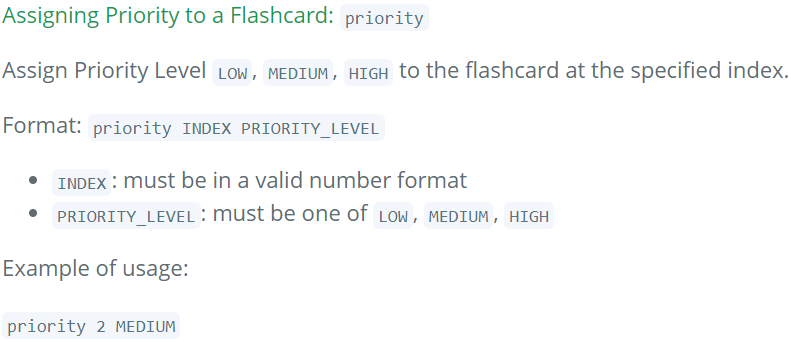 Assigning Priority to a Flashcard: priority
Assign Priority Level LOW, MEDIUM, HIGH to the flashcard at the specified index.
Format: priority INDEX PRIORITY_LEVEL
• INDEX: must be in a valid number format
• PRIORITY_LEVEL: must be one of LOW, MEDIUM, HIGH
Example of usage:
priority 2 MEDIUM